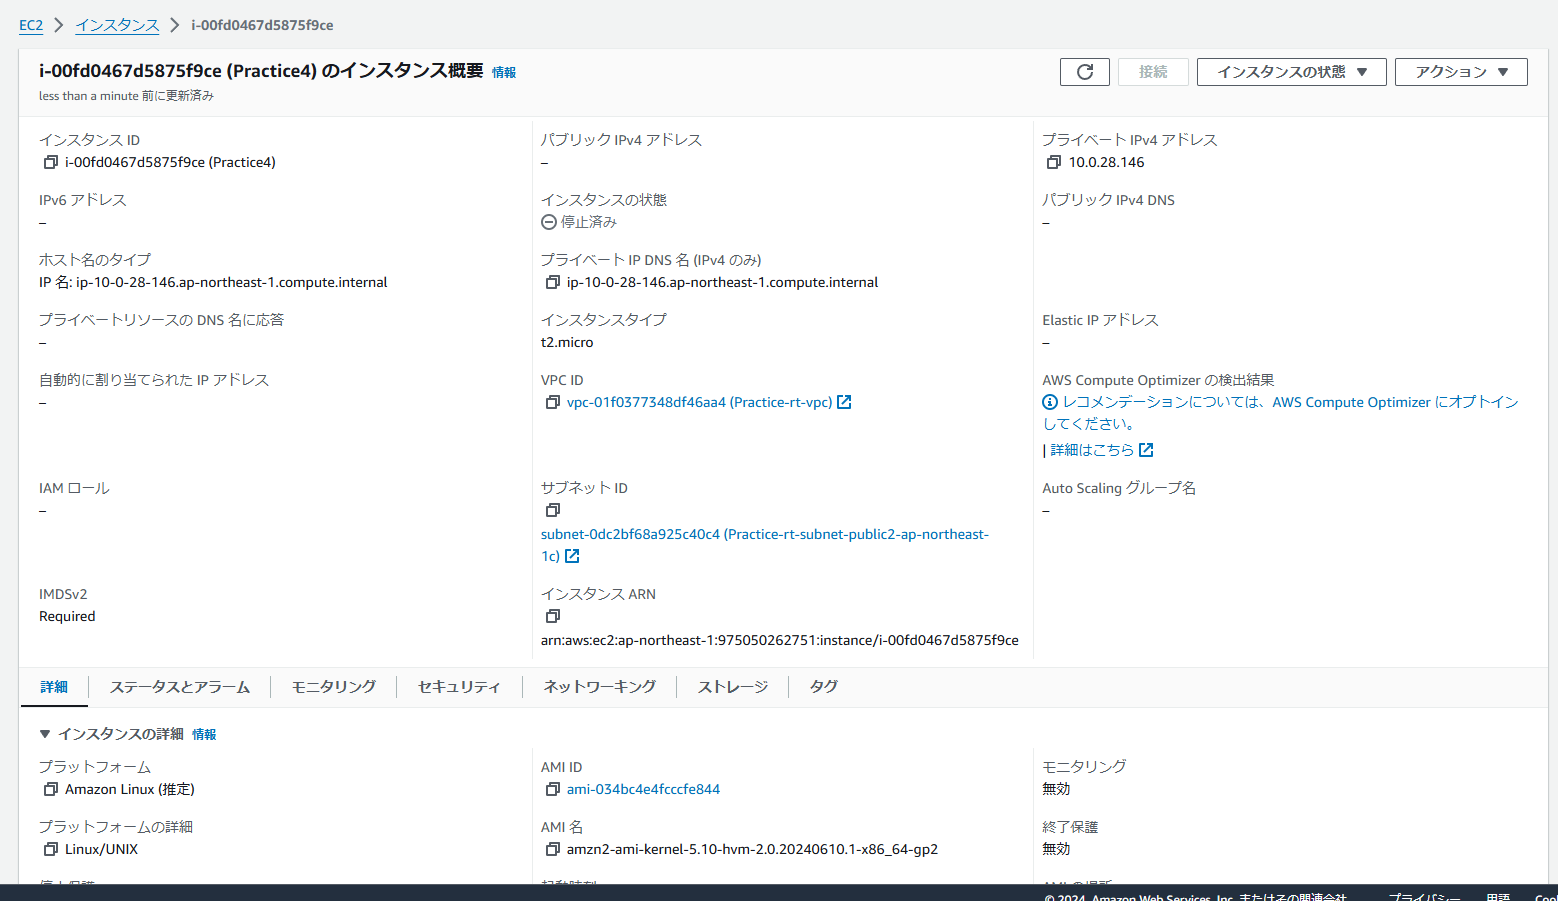 EC2 > インスタンス > i-00fd0467d5875f9ce
i-00fd0467d5875f9ce (Practice4) のインスタンス概要 情報
less than a minute 前に更新済み
接続
インスタンスの状態 ▼
アクション ▼
インスタンス ID
i-00fd0467d5875f9ce (Practice4)
パブリック IPv4 アドレス
–
プライベート IPv4 アドレス
10.0.28.146
IPv6 アドレス
–
インスタンスの状態
停止済み
パブリック IPv4 DNS
–
ホスト名のタイプ
IP 名: ip-10-0-28-146.ap-northeast-1.compute.internal
プライベート IP DNS 名 (IPv4 のみ)
ip-10-0-28-146.ap-northeast-1.compute.internal
プライベートリソースの DNS 名に応答
–
インスタンスタイプ
t2.micro
Elastic IP アドレス
–
自動的に割り当てられた IP アドレス
–
VPC ID
vpc-01f0377348df46aa4 (Practice-rt-vpc)
AWS Compute Optimizer の検出結果
レコメンデーションについては、AWS Compute Optimizer にオプトイン
してください。
| 詳細はこちら
IAM ロール
–
サブネット ID
subnet-0dc2bf68a925c40c4 (Practice-rt-subnet-public2-ap-northeast-
1c)
Auto Scaling グループ名
–
IMDSv2
Required
インスタンス ARN
arn:aws:ec2:ap-northeast-1:975050262751:instance/i-00fd0467d5875f9ce
詳細
ステータスとアラーム
モニタリング
セキュリティ
ネットワーキング
ストレージ
タグ
▼ インスタンスの詳細 情報
プラットフォーム
Amazon Linux (推定)
AMI ID
ami-034bc4e4fcccfe844
モニタリング
無効
プラットフォームの詳細
Linux/UNIX
AMI 名
amzn2-ami-kernel-5.10-hvm-2.0.20240610.1-x86_64-gp2
終了保護
無効
停止保護
起動時刻
AMI の場所
© 2024, Amazon Web Services, Inc. またはその関連会社
プライバシー
用語